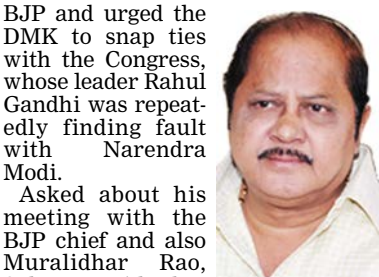 BJP and urged the
DMK to snap ties
with the Congress,
whose leader Rahul
Gandhi was repeat-
edly finding fault
with Narendra
Modi.
Asked about his
meeting with the
BJP chief and also
Muralidhar Rao,